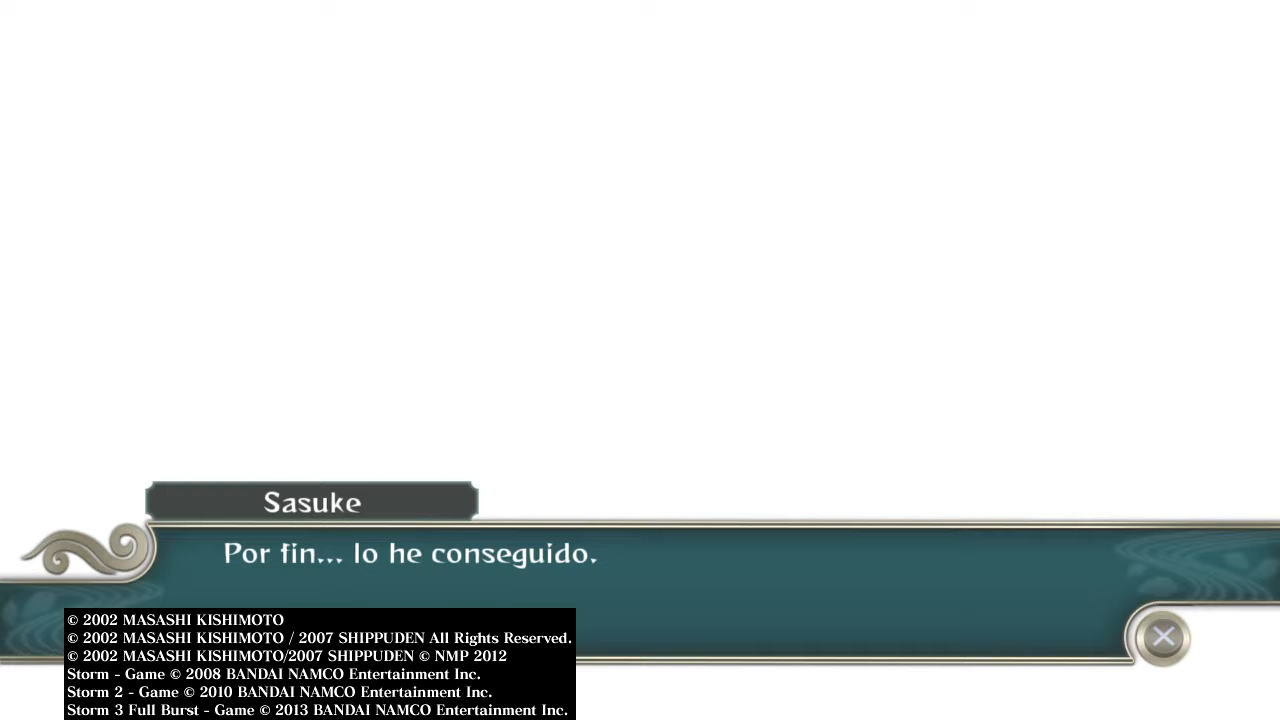 Sasuke
Por fin... lo he conseguido.
© 2002 MASASHI KISHIMOTO
© 2002 MASASHI KISHIMOTO / 2007 SHIPPUDEN All Rights Reserved.
© 2002 MASASHI KISHIMOTO/2007 SHIPPUDEN © NMP 2012
Storm - Game © 2008 BANDAI NAMCO Entertainment Inc.
Storm 2 - Game © 2010 BANDAI NAMCO Entertainment Inc.
Storm 3 Full Burst - Game © 2013 BANDAI NAMCO Entertainment Inc.